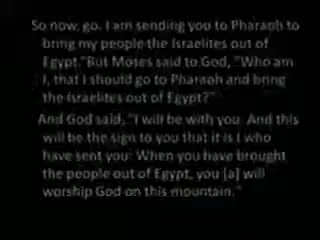 So now, go. I am sending you to Pharaoh to
bring my people the Israelites out of
Egypt."But Moses said to God, "Who am
I, that I should go to Pharaoh and bring
the Israelites out of Egypt?"
And God said, "I will be with you. And this
will be the sign to you that it is I who
have sent you: When you have brought
the people out of Egypt, you [a] will
worship God on this mountain."